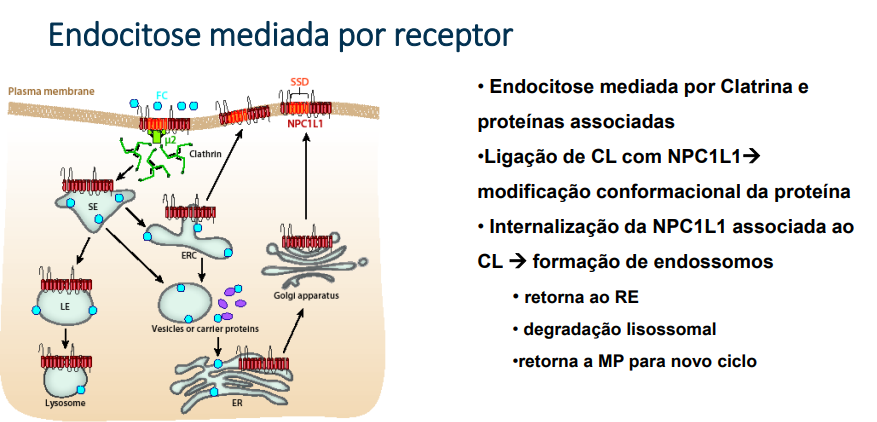 Endocitose mediada por receptor
Plasma membrane
FC
SSD
NPC1L1
μ2
Clathrin
SE
ERC
LE
Golgi apparatus
Vesicles or carrier proteins
Lysosome
ER
• Endocitose mediada por Clatrina e
proteínas associadas
•Ligação de CL com NPC1L1→
modificação conformacional da proteína
• Internalização da NPC1L1 associada ao
CL → formação de endossomos
• retorna ao RE
• degradação lisossomal
•retorna a MP para novo ciclo